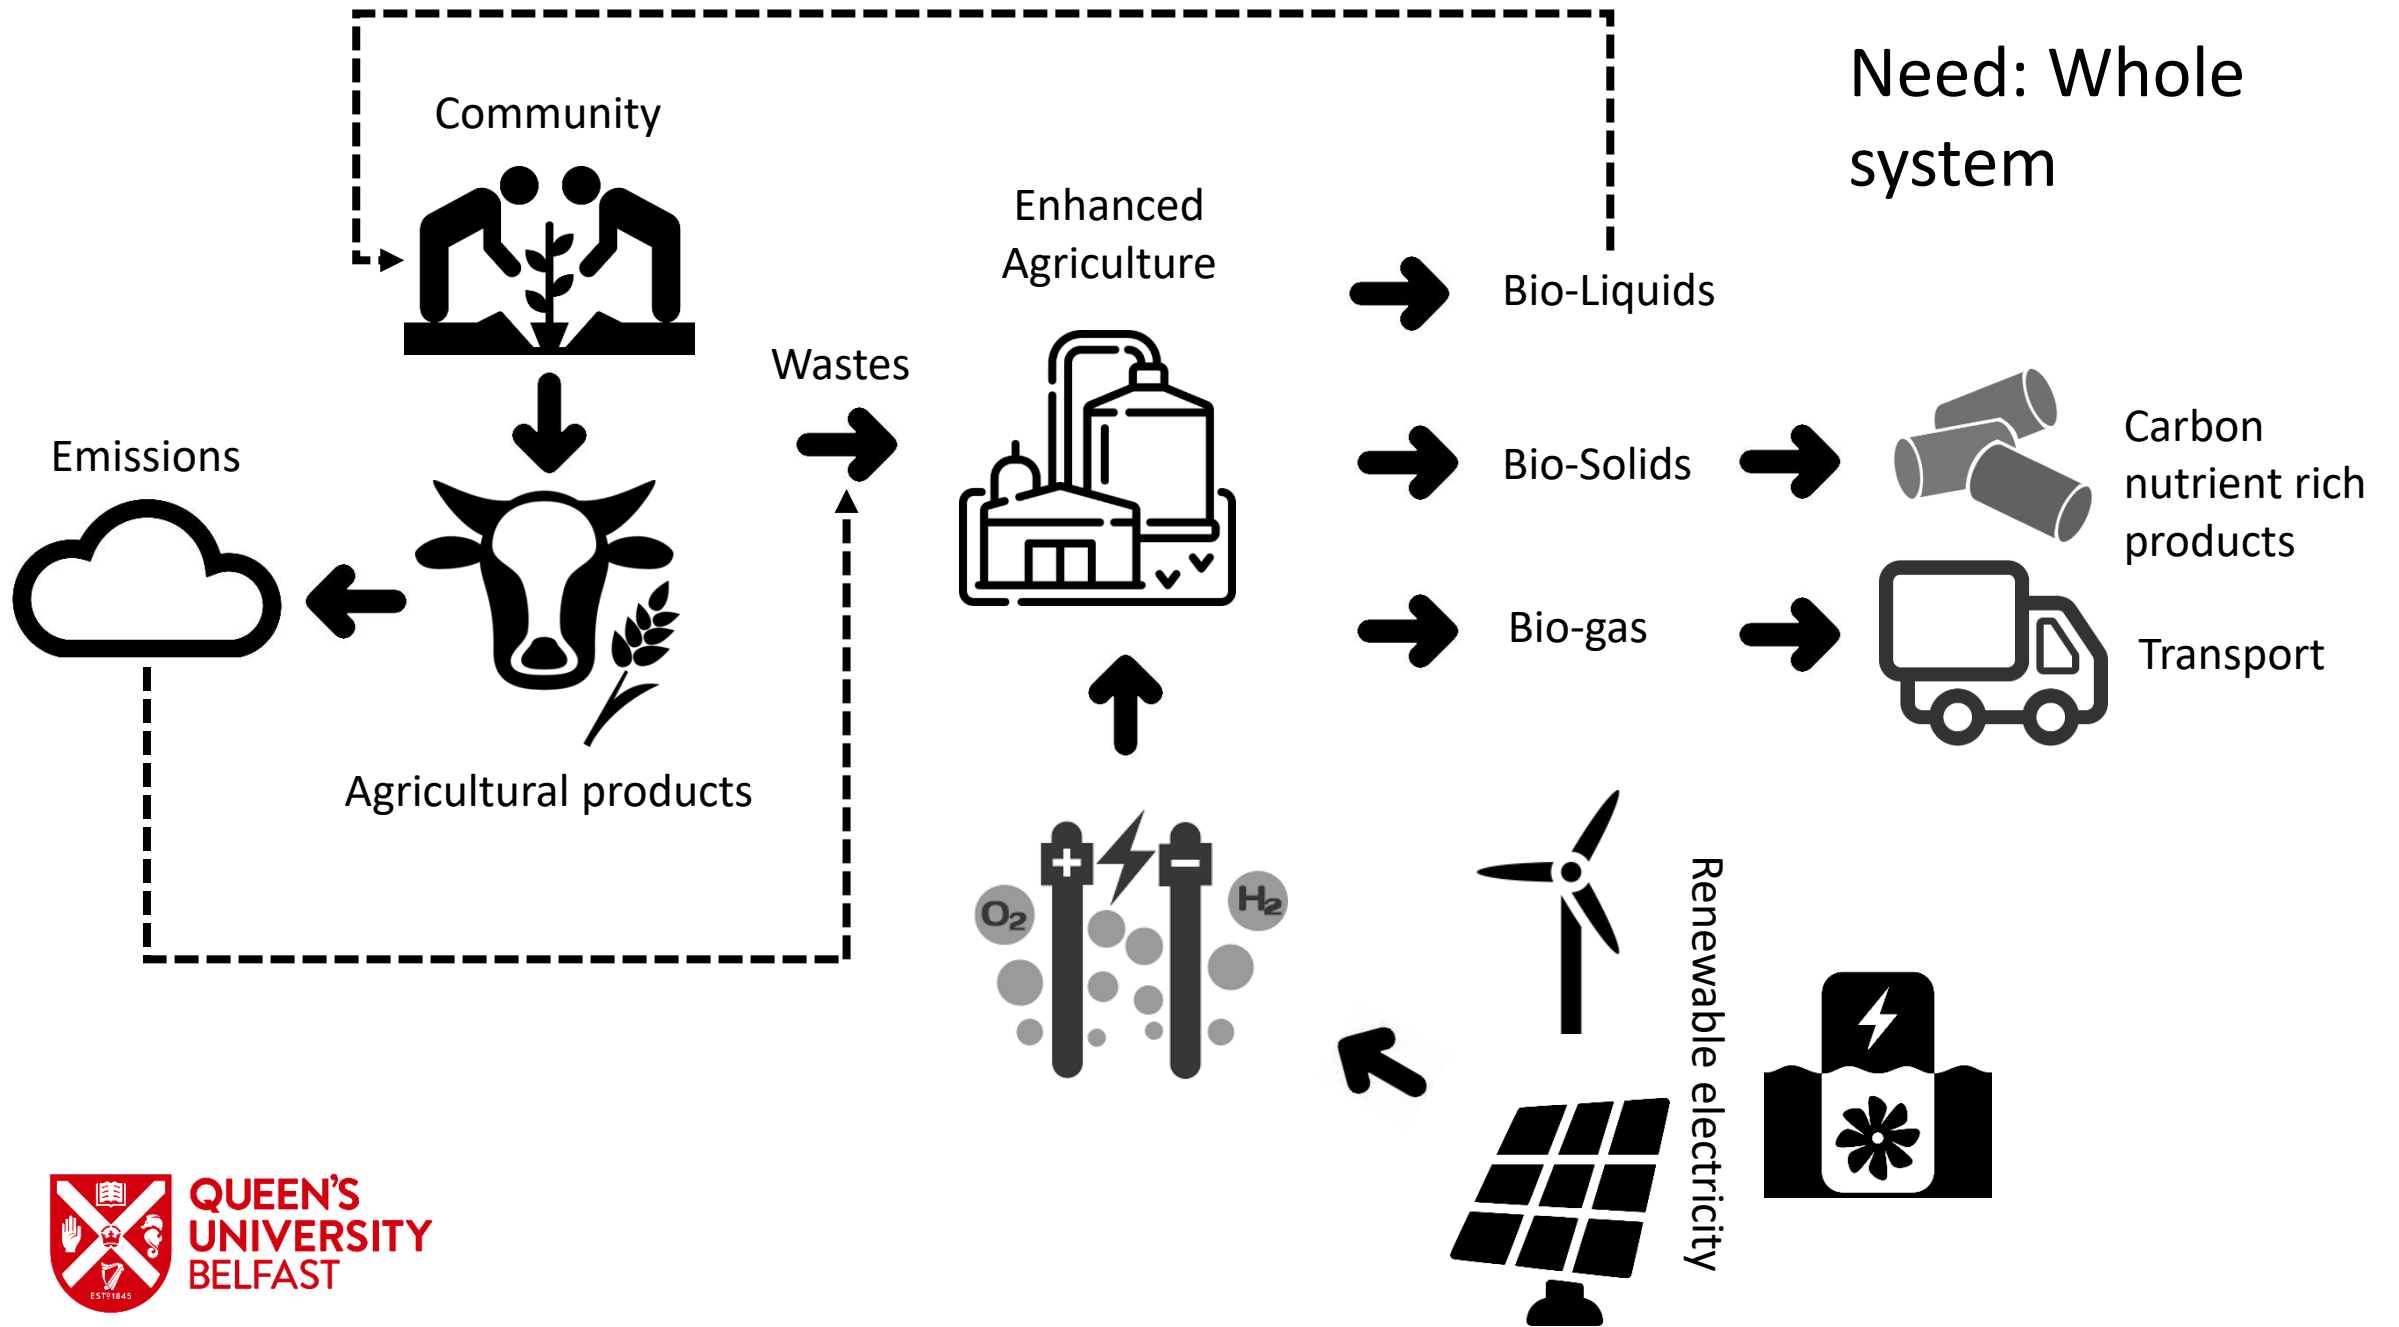 Need: Whole
system
Community
Enhanced
Agriculture
Bio-Liquids
Wastes
Emissions
Bio-Solids
Carbon
nutrient rich
products
Bio-gas
Transport
Agricultural products
+
−
O2
H2
Renewable electricity
QUEEN'S
UNIVERSITY
BELFAST
ESTD1845